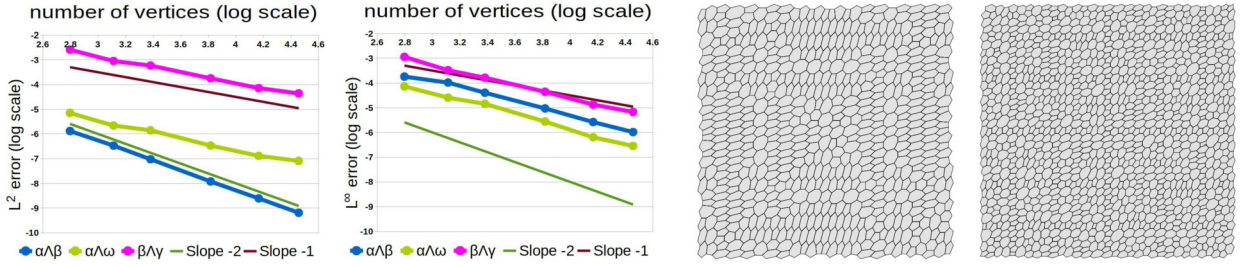 number of vertices (log scale)
-2
2.6 2.8 3 3.2 3.4 3.6 3.8 4 4.2 4.4 4.6
-3
-4
-5
-6
-7
-8
-9
-10
L² error (log scale)
αΛβ αΛω βΛγ Slope -2 Slope -1
number of vertices (log scale)
-2
2.6 2.8 3 3.2 3.4 3.6 3.8 4 4.2 4.4 4.6
-3
-4
-5
-6
-7
-8
-9
-10
L∞ error (log scale)
αΛβ αΛω βΛγ Slope -2 Slope -1